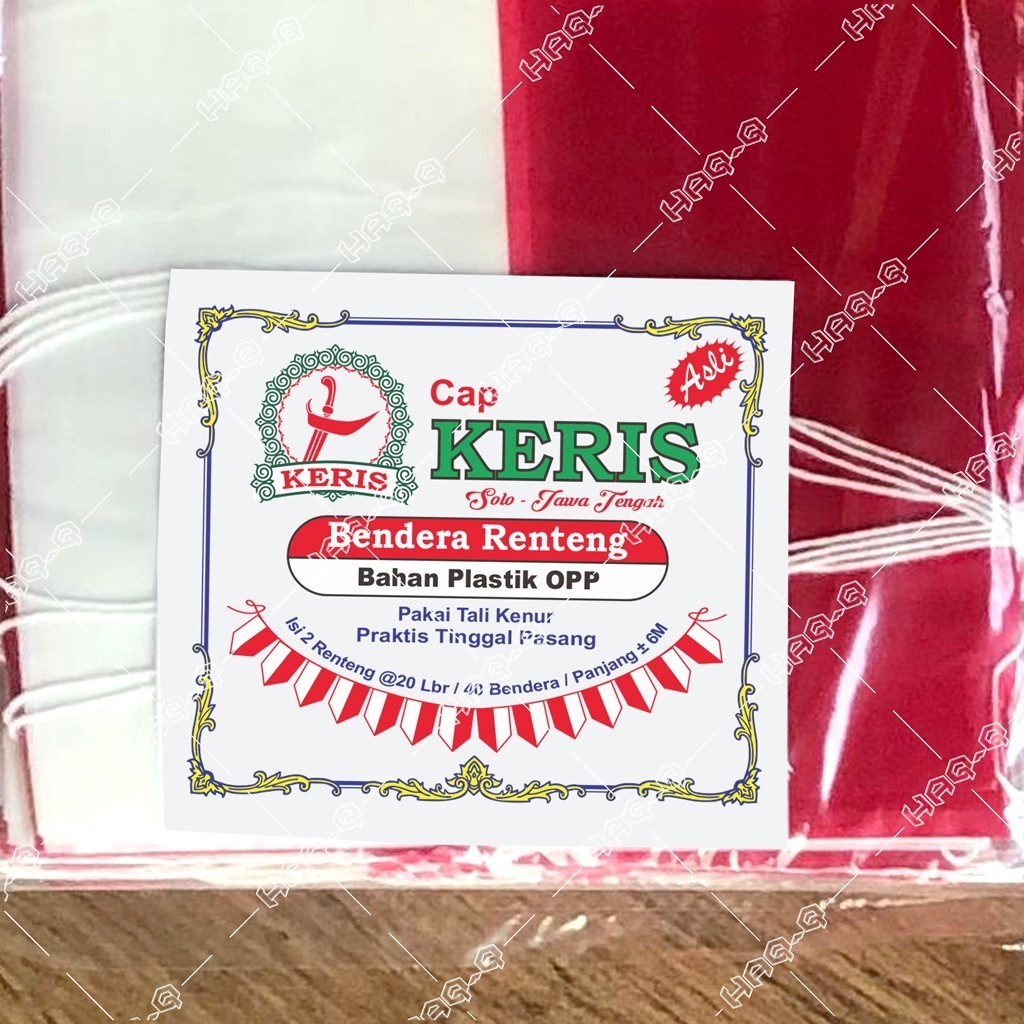 Cap
KERIS
Asli
KERIS
Solo - Jawa Tengah
Bendera Renteng
Bahan Plastik OPP
Pakai Tali Kenur
Praktis Tinggal Pasang
Isi 2 Renteng @20 Lbr / 40 Bendera / Panjang ± 6M
HAQ-Q